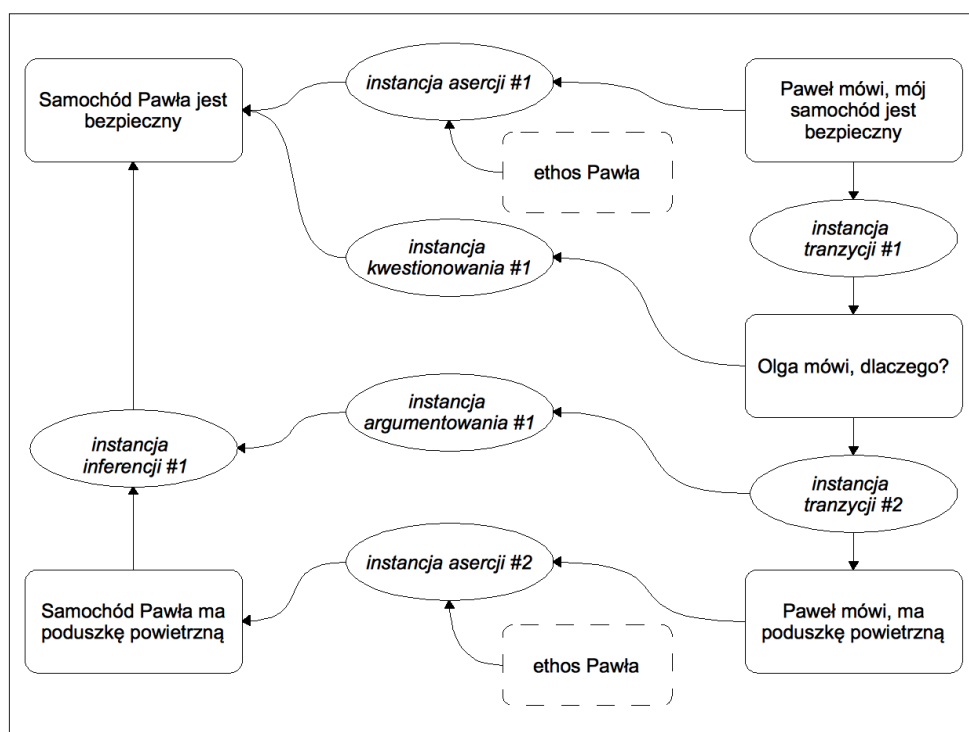 Samochód Pawła jest
bezpieczny
instancja asercji #1
Paweł mówi, mój
samochód jest
bezpieczny
ethos Pawła
instancja
kwestionowania #1
instancja
tranzycji #1
Olga mówi, dlaczego?
instancja
argumentowania #1
instancja
inferencji #1
instancja
tranzycji #2
instancja asercji #2
Samochód Pawła ma
poduszkę powietrzną
Paweł mówi, ma
poduszkę powietrzną
ethos Pawła